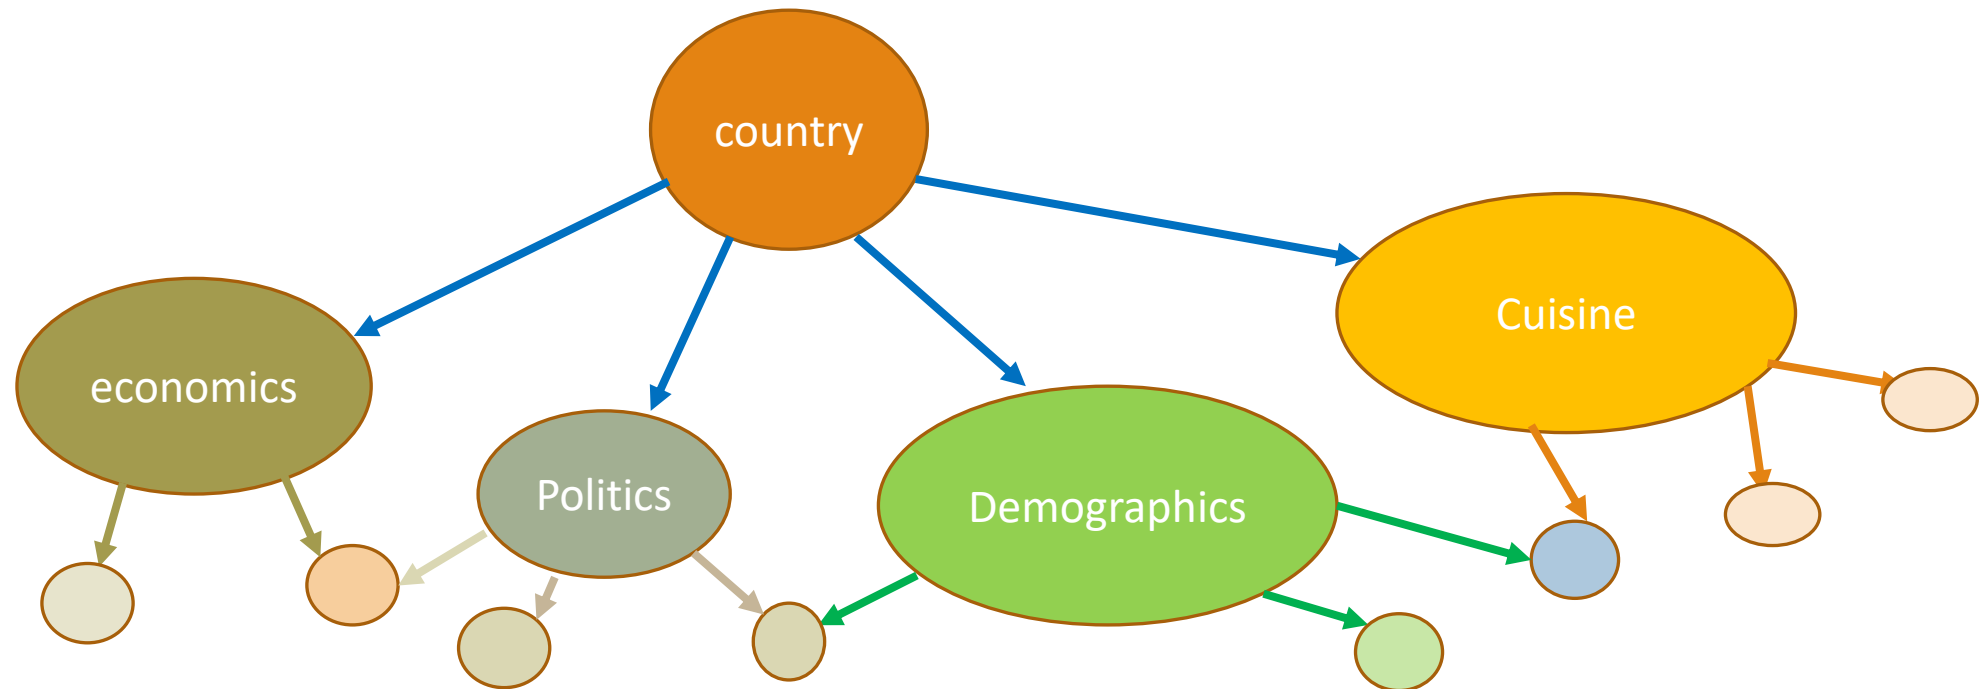 country
Cuisine
economics
Politics
Demographics